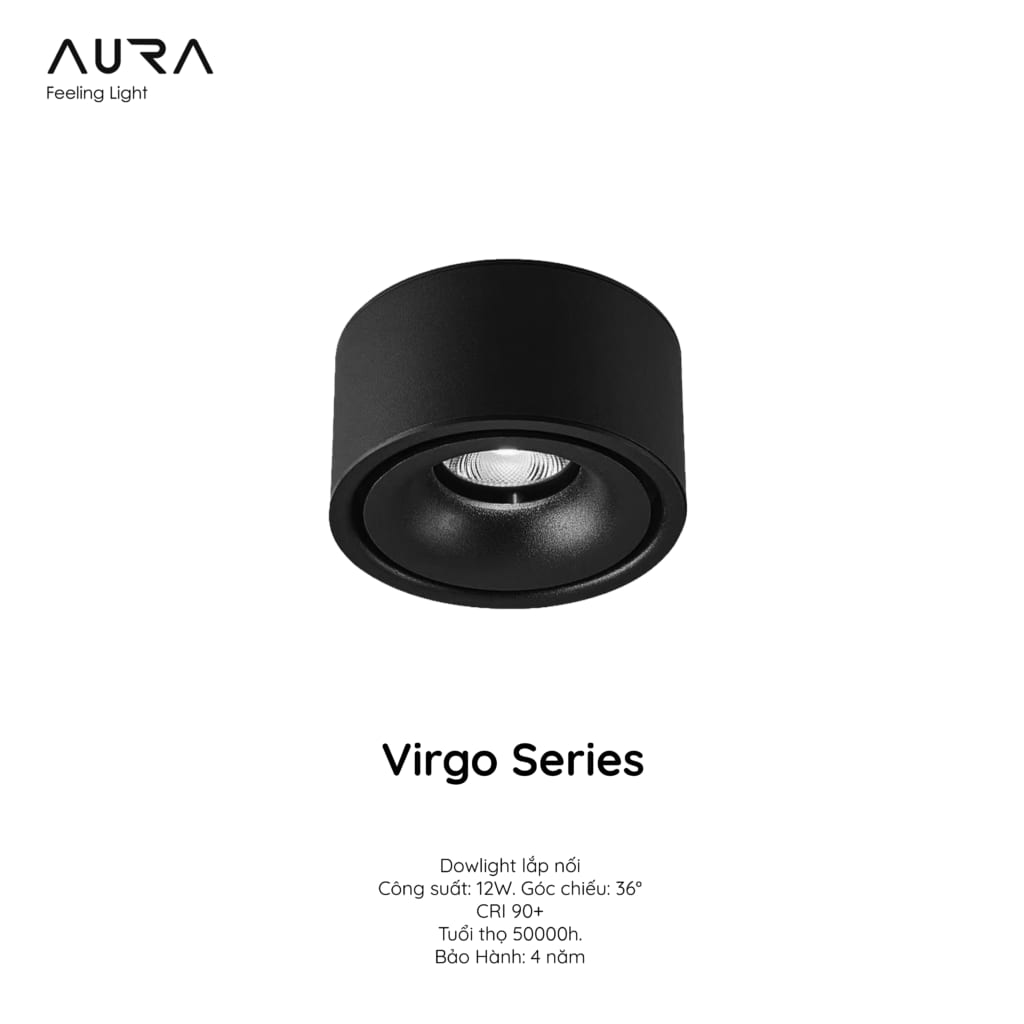 AURA
Feeling Light
Virgo Series
Dowlight lắp nối
Công suất: 12W. Góc chiếu: 36°
CRI 90+
Tuổi thọ 50000h.
Bảo Hành: 4 năm